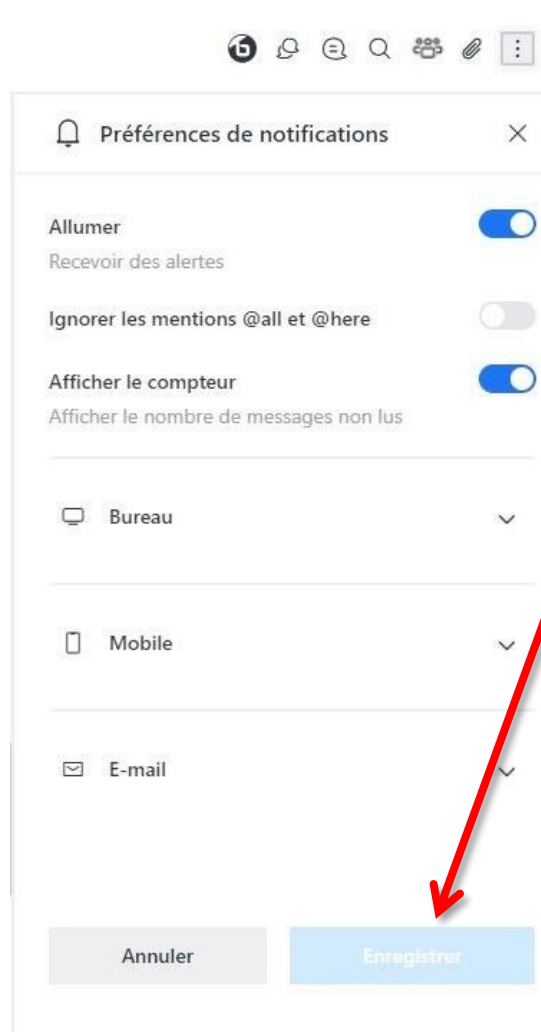 Préférences de notifications
Allumer
Recevoir des alertes
Ignorer les mentions @all et @here
Afficher le compteur
Afficher le nombre de messages non lus
Bureau
Mobile
E-mail
Annuler
Enregistrer